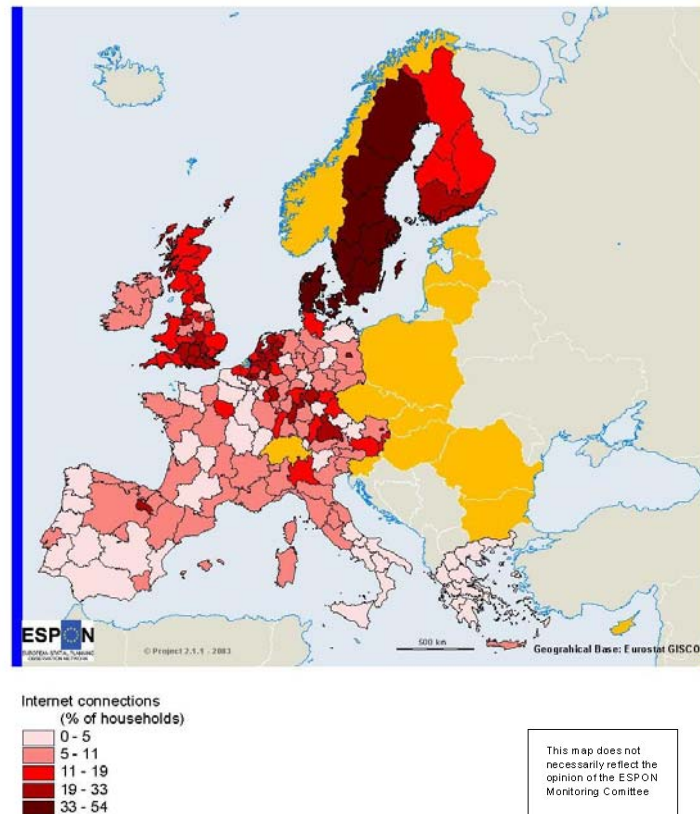 ESPON
EUROPEAN SPATIAL PLANNING
OBSERVATION NETWORK
© Project 2.1.1 - 2003
500 km
Geograhical Base: Eurostat GISCO
Internet connections
(% of households)
0 - 5
5 - 11
11 - 19
19 - 33
33 - 54
This map does not
necessarily reflect the
opinion of the ESPON
Monitoring Comittee